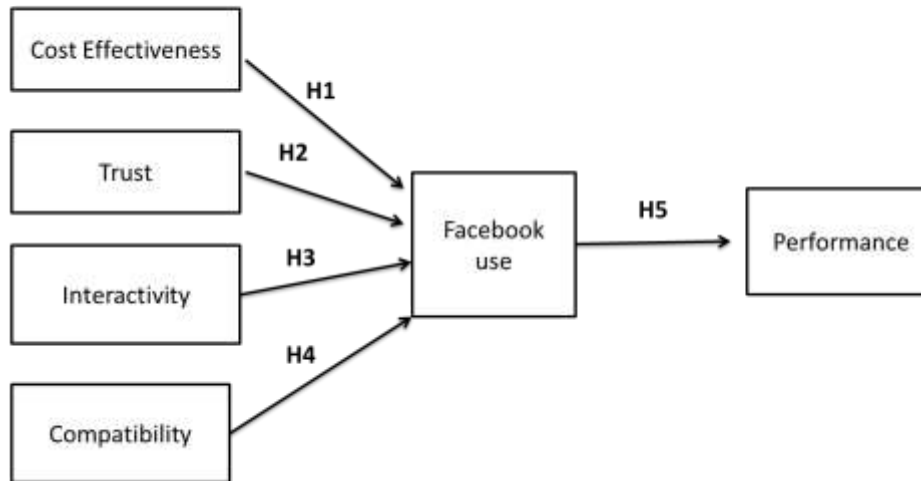 Cost Effectiveness
H1
Trust
H2
Interactivity
H3
Compatibility
H4
Facebook
use
H5
Performance